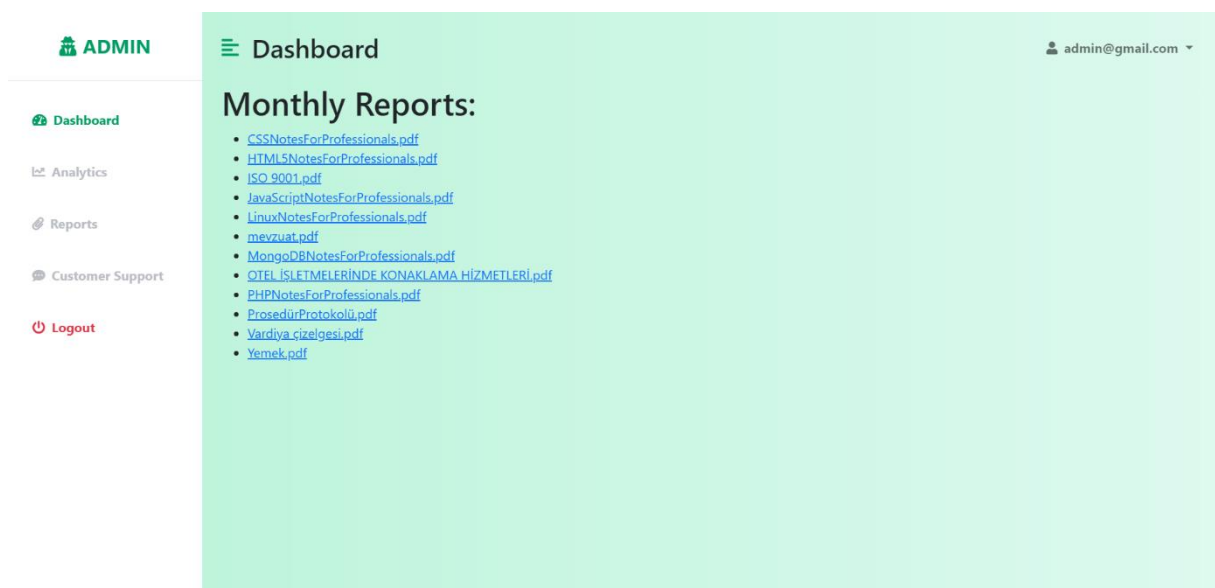 ADMIN
Dashboard
Analytics
Reports
Customer Support
Logout
Dashboard
admin@gmail.com
Monthly Reports:
CSSNotesForProfessionals.pdf
HTML5NotesForProfessionals.pdf
ISO 9001.pdf
JavaScriptNotesForProfessionals.pdf
LinuxNotesForProfessionals.pdf
mevzuat.pdf
MongoDBNotesForProfessionals.pdf
OTEL İŞLETMELERİNDE KONAKLAMA HİZMETLERİ.pdf
PHPNotesForProfessionals.pdf
ProsedürProtokolü.pdf
Vardiya çizelgesi.pdf
Yemek.pdf